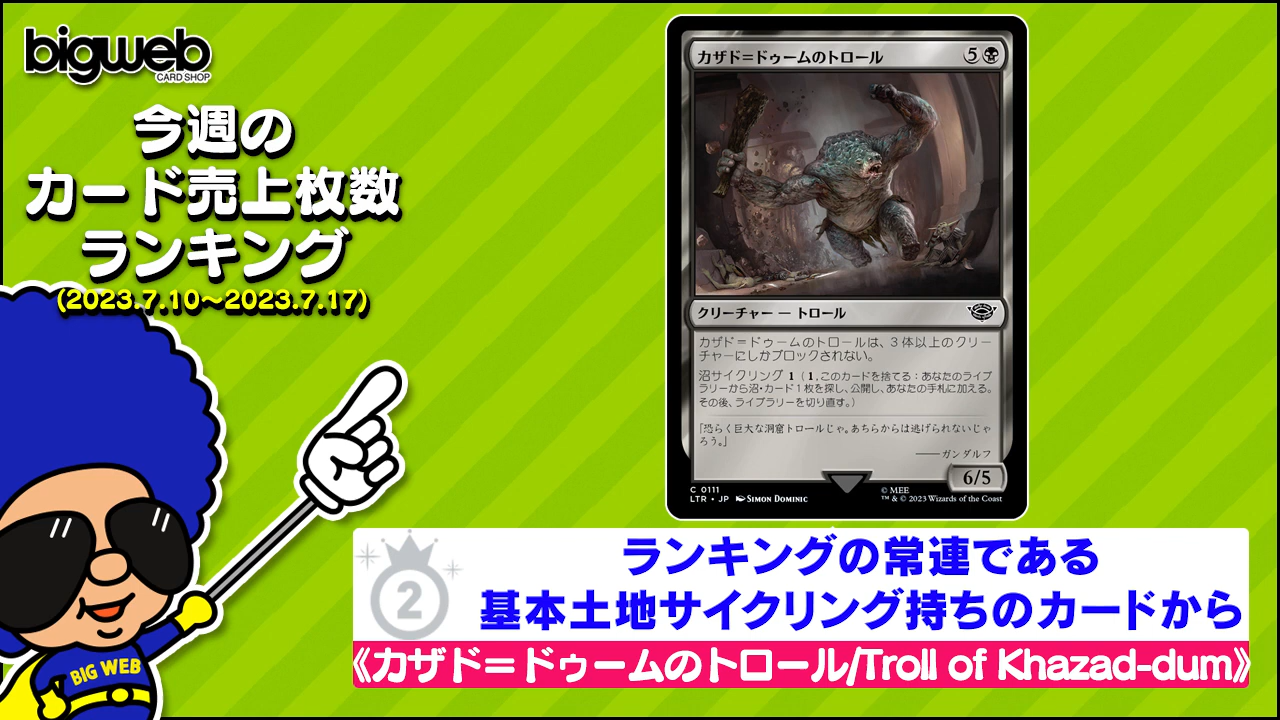 bigweb
CARD SHOP
今週の
カード売上枚数
ランキング
(2023.7.10～2023.7.17)
カザド＝ドゥームのトロール
5
クリーチャー ― トロール
カザド＝ドゥームのトロールは、３体以上のクリー
チャーにしかブロックされない。
沼サイクリング 1（1, このカードを捨てる：あなたのライブ
ラリーから沼・カード１枚を探し、公開し、あなたの手札に加える。
その後、ライブラリーを切り直す。）
「恐らく巨大な洞窟トロールじゃ。あちらからは逃げられないじゃ
ろう。」
――ガンダルフ
6/5
C 0111
LTR • JP SIMON DOMINIC
© MEE
™ & © 2023 Wizards of the Coast
BIG WEB
2
ランキングの常連である
基本土地サイクリング持ちのカードから
《カザド＝ドゥームのトロール/Troll of Khazad-dum》